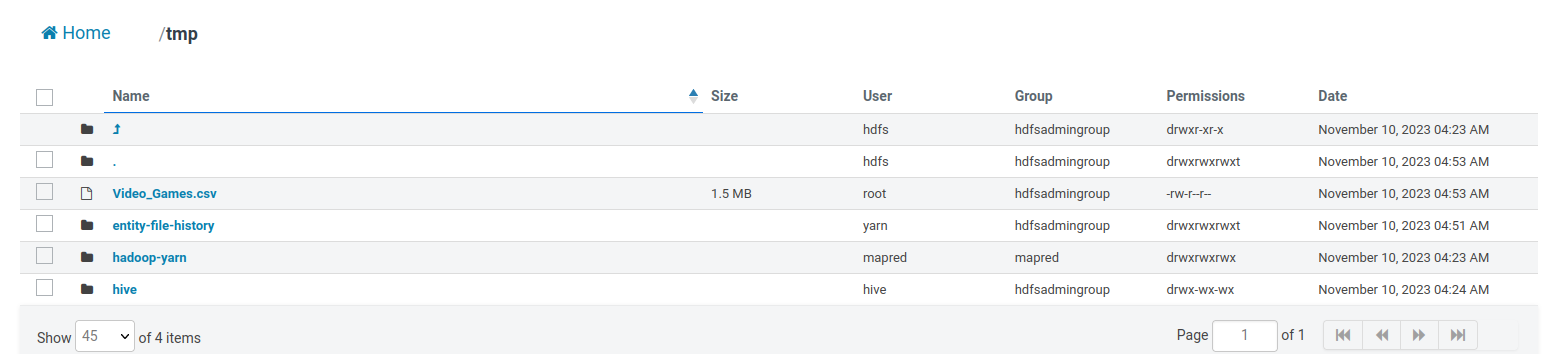 Home /tmp
Name Size User Group Permissions Date
hdfs hdfsadmingroup drwxr-xr-x November 10, 2023 04:23 AM
. hdfs hdfsadmingroup drwxrwxrwxt November 10, 2023 04:53 AM
Video_Games.csv 1.5 MB root hdfsadmingroup -rw-r--r-- November 10, 2023 04:53 AM
entity-file-history yarn hdfsadmingroup drwxrwxrwxt November 10, 2023 04:51 AM
hadoop-yarn mapred mapred drwxrwxrwx November 10, 2023 04:23 AM
hive hive hdfsadmingroup drwx-wx-wx November 10, 2023 04:24 AM
Show 45 of 4 items Page 1 of 1